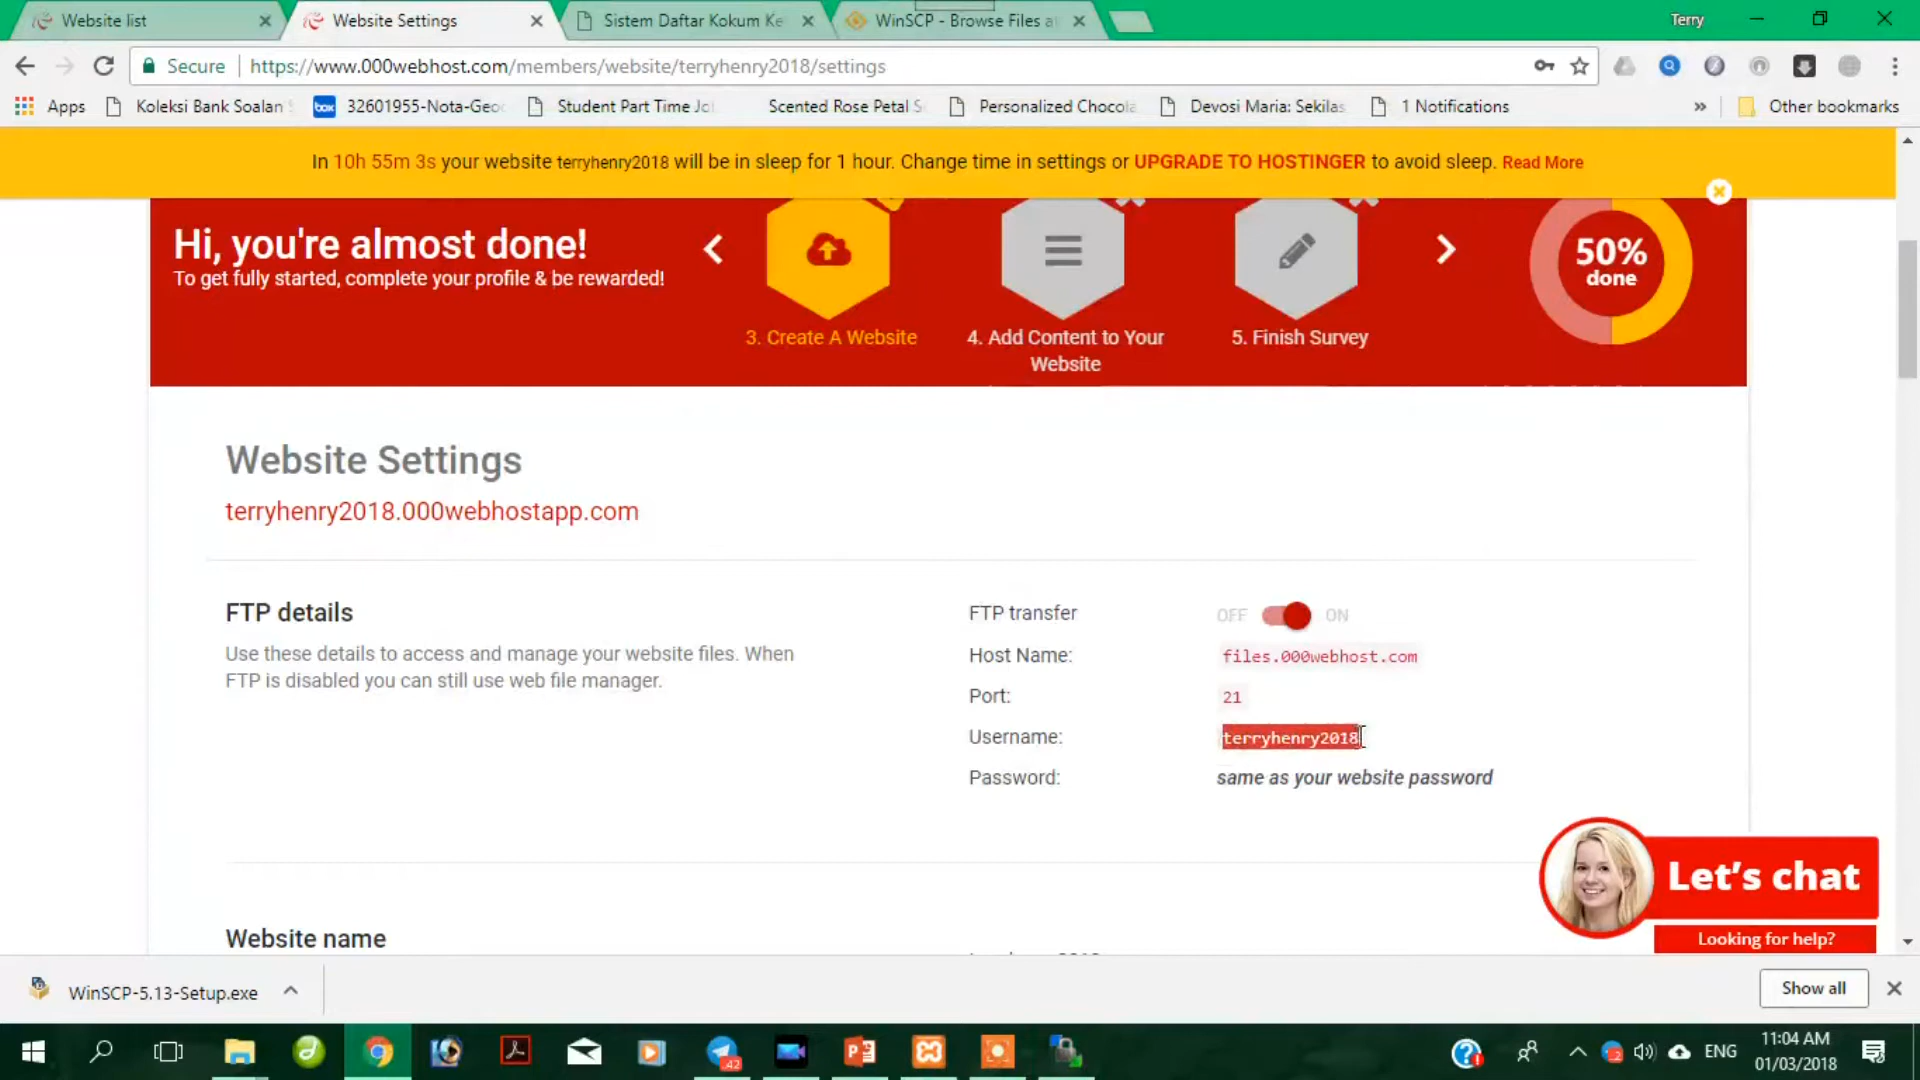 Website list
Website Settings
Sistem Daftar Kokum Ke
WinSCP - Browse Files a
Terry
Secure
https://www.000webhost.com/members/website/terryhenry2018/settings
Apps
Koleksi Bank Soalan
box
32601955-Nota-Geo
Student Part Time Jo
Scented Rose Petal S
Personalized Chocola
Devosi Maria: Sekilas
1 Notifications
»
Other bookmarks
In 10h 55m 3s your website terryhenry2018 will be in sleep for 1 hour. Change time in settings or UPGRADE TO HOSTINGER to avoid sleep. Read More
Hi, you're almost done!
To get fully started, complete your profile & be rewarded!
3. Create A Website
4. Add Content to Your
Website
5. Finish Survey
50%
done
Website Settings
terryhenry2018.000webhostapp.com
FTP details
Use these details to access and manage your website files. When
FTP is disabled you can still use web file manager.
FTP transfer
OFF ON
Host Name: files.000webhost.com
Port: 21
Username: terryhenry2018
Password: same as your website password
Let's chat
Looking for help?
Website name
WinSCP-5.13-Setup.exe
Show all
42
2
ENG
11:04 AM
01/03/2018